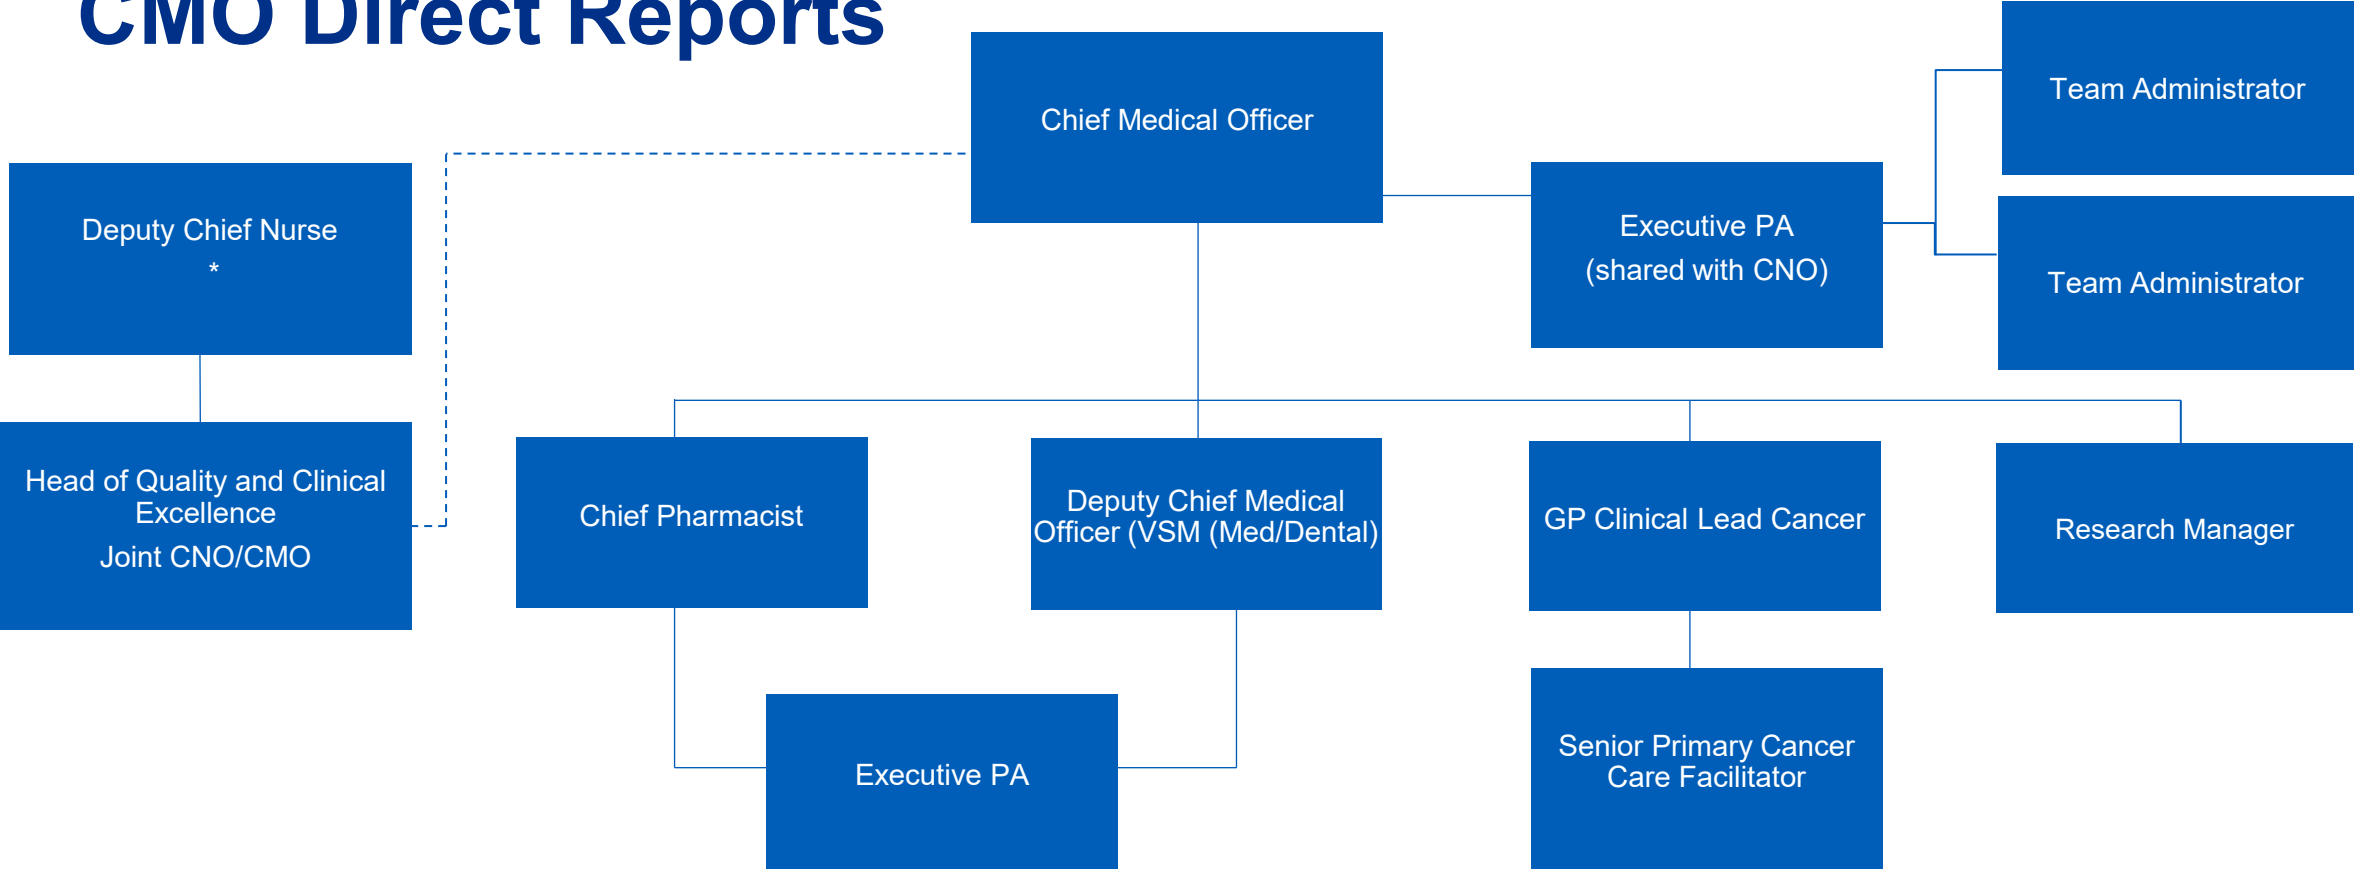 CMO Direct Reports
Chief Medical Officer
Team Administrator
Deputy Chief Nurse
*
Executive PA
(shared with CNO)
Team Administrator
Head of Quality and Clinical
Excellence
Joint CNO/CMO
Chief Pharmacist
Deputy Chief Medical
Officer (VSM (Med/Dental)
GP Clinical Lead Cancer
Research Manager
Executive PA
Senior Primary Cancer
Care Facilitator